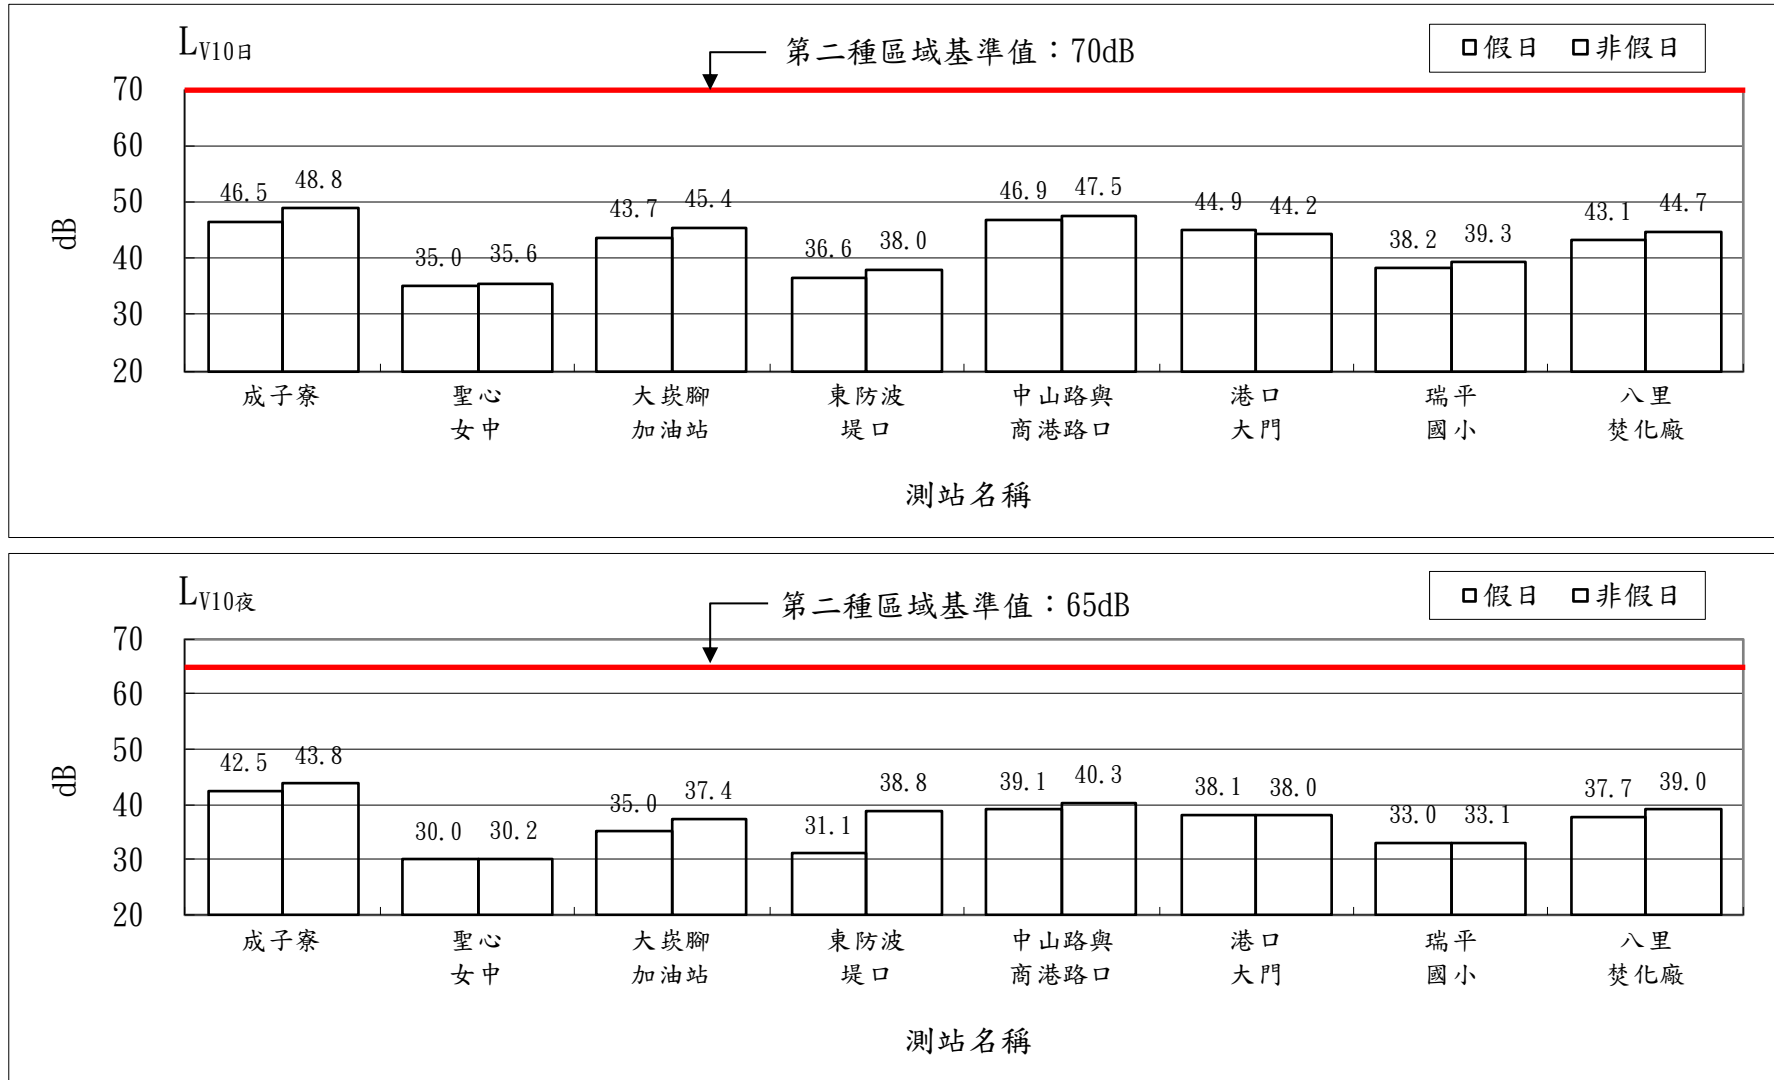 LV10日
第二種區域基準值：70dB
假日 非假日
70
60
50
40
30
20
dB
46.5 48.8 35.0 35.6 43.7 45.4 36.6 38.0 46.9 47.5 44.9 44.2 38.2 39.3 43.1 44.7
成子寮 聖心 大崁腳 東防波 中山路與 港口 瑞平 八里
女中 加油站 堤口 商港路口 大門 國小 焚化廠
測站名稱
LV10夜
第二種區域基準值：65dB
假日 非假日
70
60
50
40
30
20
dB
42.5 43.8 30.0 30.2 35.0 37.4 31.1 38.8 39.1 40.3 38.1 38.0 33.0 33.1 37.7 39.0
成子寮 聖心 大崁腳 東防波 中山路與 港口 瑞平 八里
女中 加油站 堤口 商港路口 大門 國小 焚化廠
測站名稱